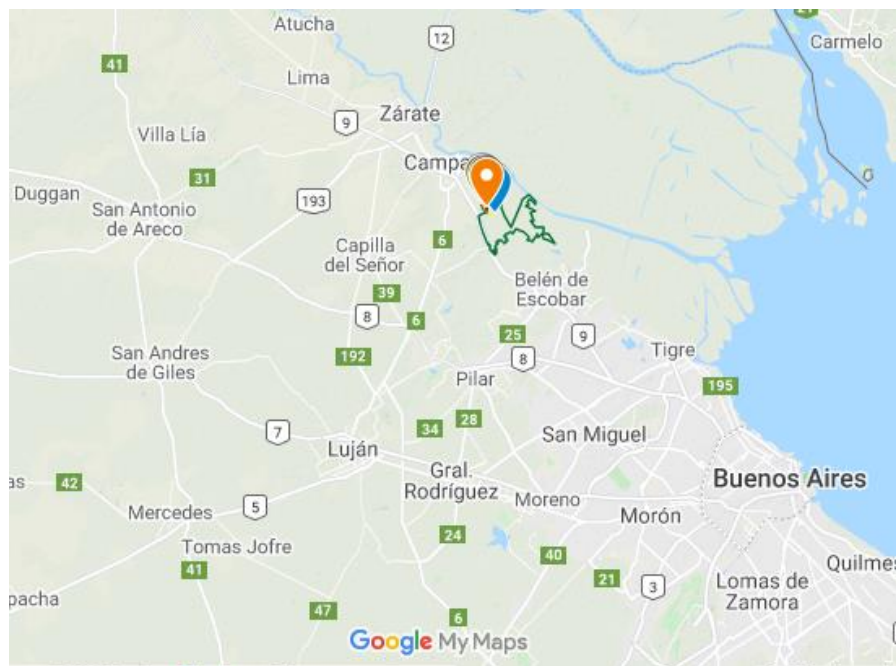 Atucha
21
Carmelo
12
41
Lima
Zárate
9
Villa Lía
Campa
31
Duggan
193
San Antonio
de Areco
6
Capilla
del Señor
39
Belén de
Escobar
8
6
25
9
192
8
Tigre
San Andres
de Giles
Pilar
195
28
7
34
San Miguel
Luján
Gral.
Rodríguez
Buenos Aires
as
42
5
Moreno
Mercedes
Morón
24
Tomas Jofre
40
Quilmes
41
21
3
Lomas de
Zamora
pacha
47
6
Google My Maps